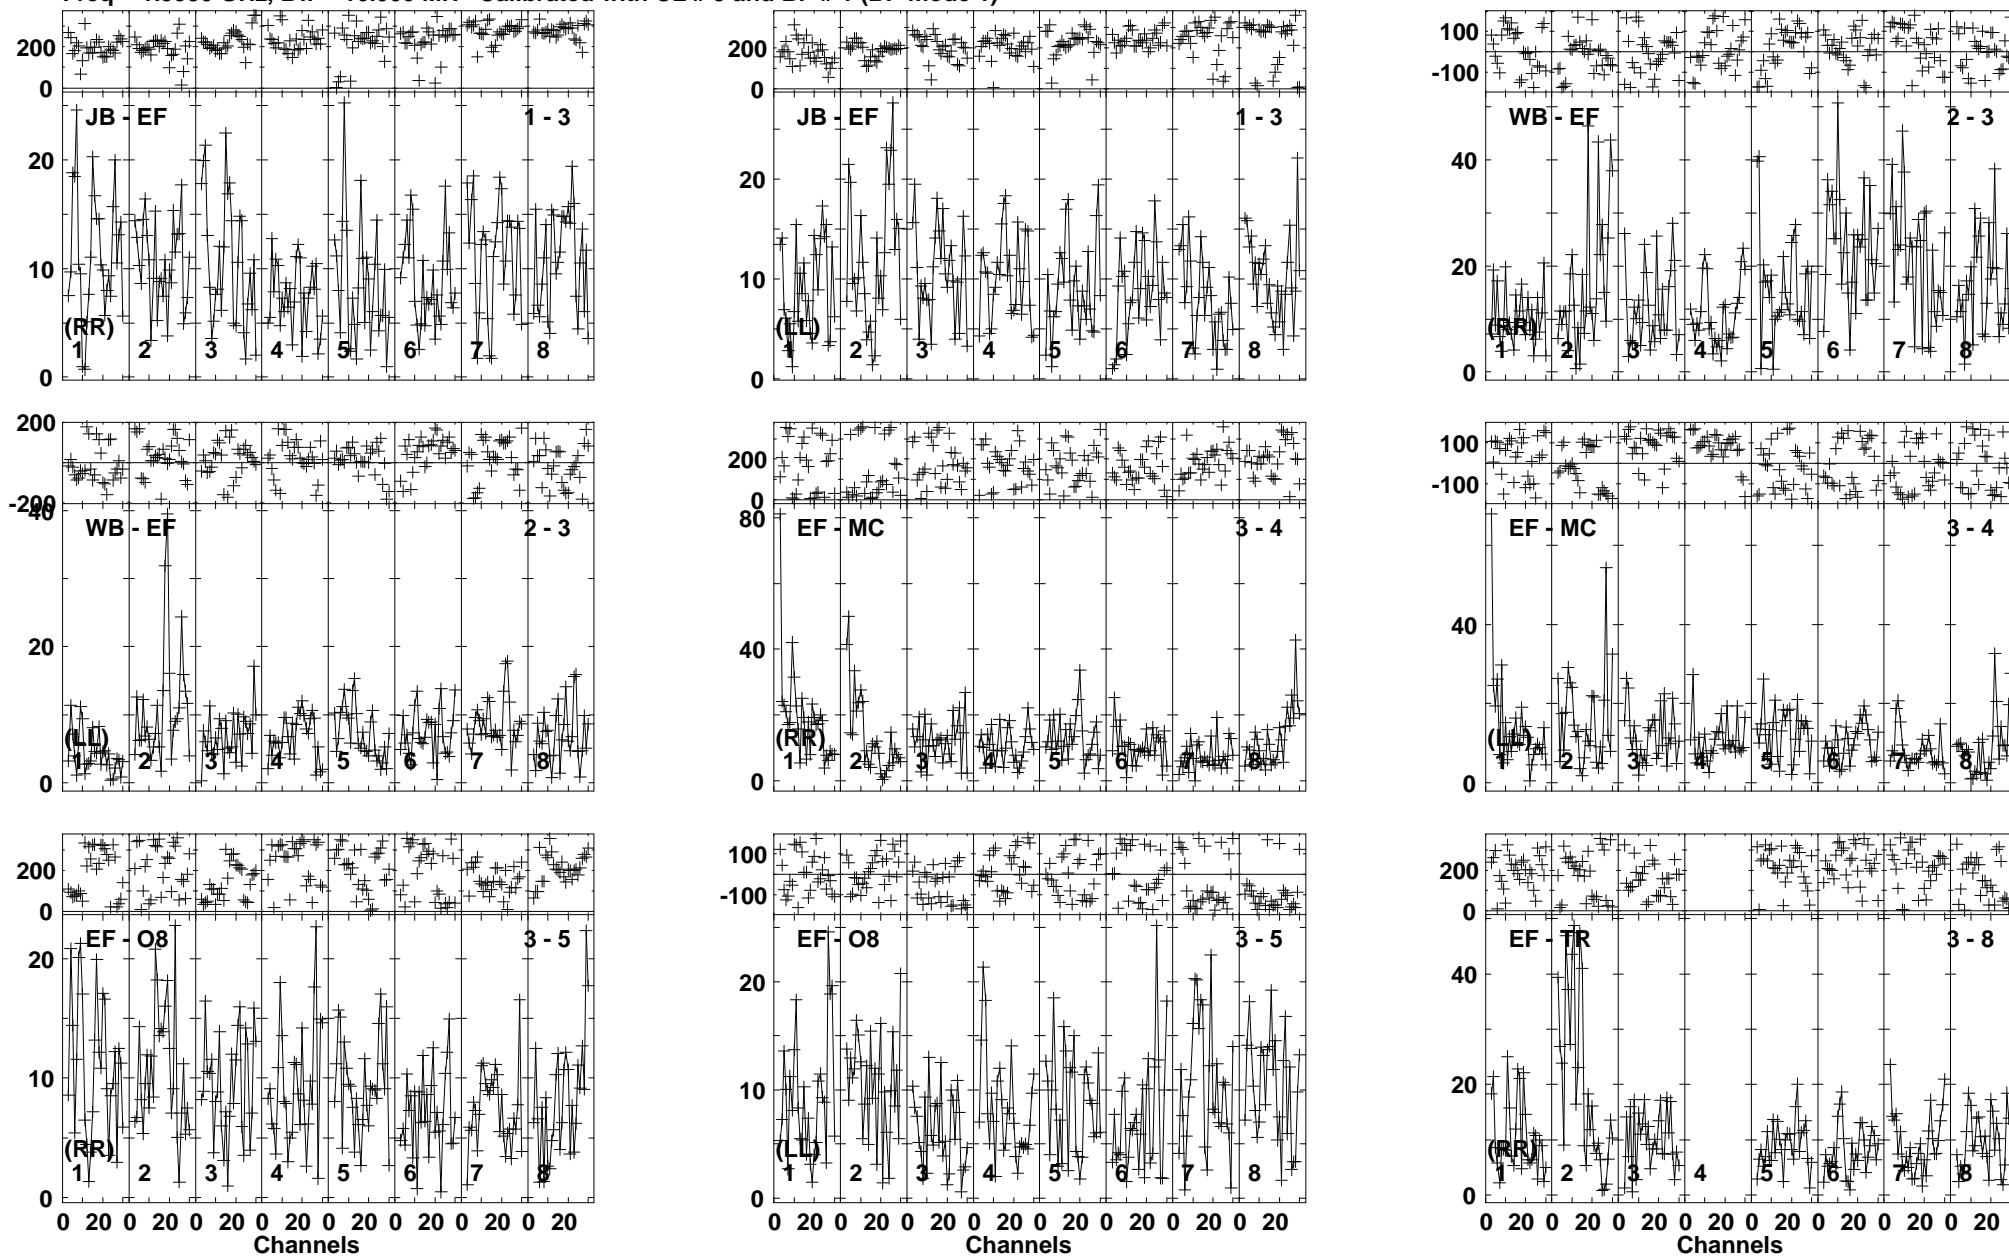 200 0 200 0 100 -100
JB - EF 1 - 3 JB - EF 1 - 3 WB - EF 2 - 3
20 10 0 20 10 0 40 20 0
(RR) (LL) (RR)
1 2 3 4 5 6 7 8 1 2 3 4 5 6 7 8 1 2 3 4 5 6 7 8
200 -200 200 0 100 -100
WB - EF 2 - 3 EF - MC 3 - 4 EF - MC 3 - 4
40 20 0 80 40 0 40 0
(LL) (RR) (LL)
1 2 3 4 5 6 7 8 1 2 3 4 5 6 7 8 1 2 3 4 5 6 7 8
200 0 100 -100 200 0
EF - O8 3 - 5 EF - O8 3 - 5 EF - TR 3 - 8
20 10 0 20 10 0 40 20 0
(RR) (LL) (RR)
1 2 3 4 5 6 7 8 1 2 3 4 5 6 7 8 1 2 3 4 5 6 7 8
0 20 0 20 0 20 0 20 0 20 0 20 0 20 0 20 0 20 0 20 0 20 0 20 0 20 0 20 0 20 0 20 0 20 0 20 0 20 0 20 0 20 0 20 0 20 0 20
Channels Channels Channels